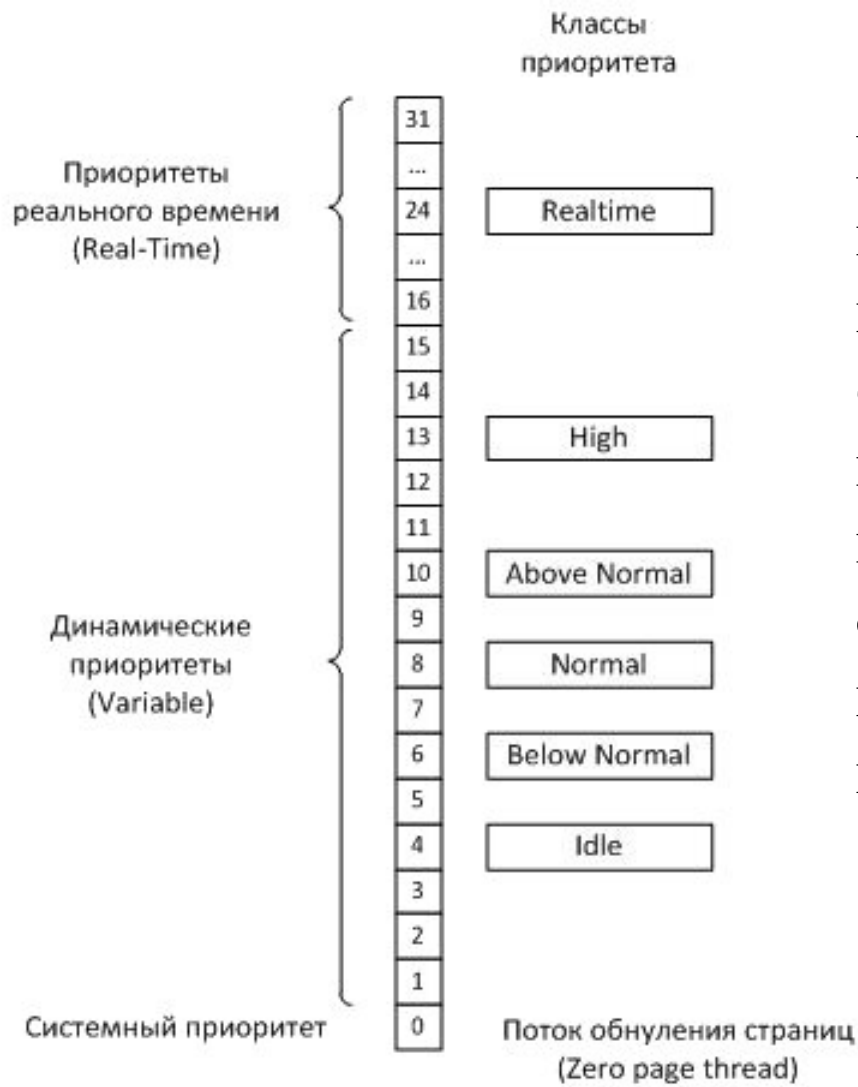 Классы
приоритета
31
...
Приоритеты
реального времени
(Real-Time)
24
Realtime
...
16
15
14
13
High
12
11
10
Above Normal
9
Динамические
приоритеты
(Variable)
8
Normal
7
6
Below Normal
5
4
Idle
3
2
1
Системный приоритет
0
Поток обнуления страниц
(Zero page thread)